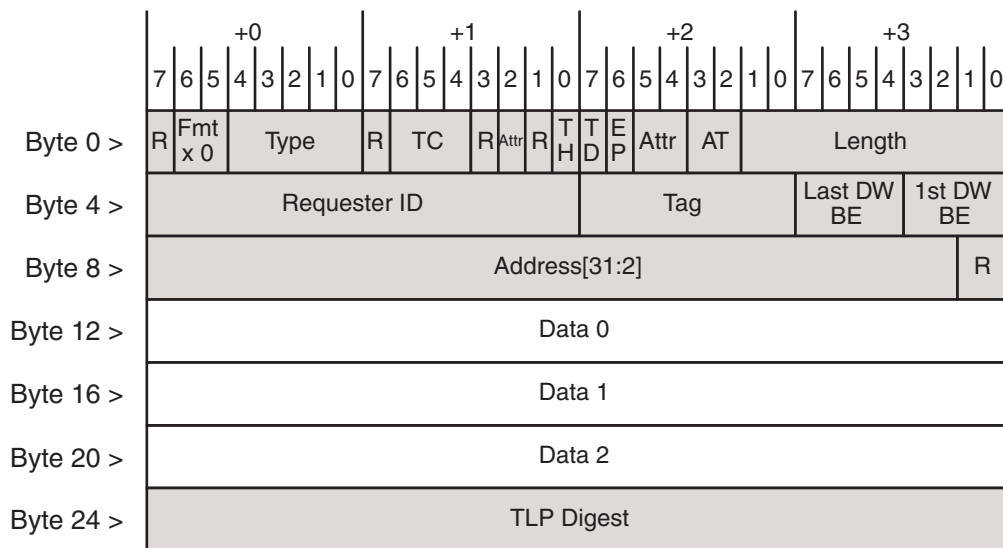 +0 +1 +2 +3
7 6 5 4 3 2 1 0 7 6 5 4 3 2 1 0 7 6 5 4 3 2 1 0 7 6 5 4 3 2 1 0
Byte 0 > R Fmt x 0 Type R TC R Attr R TH TD EP Attr AT Length
Byte 4 > Requester ID Tag Last DW BE 1st DW BE
Byte 8 > Address[31:2] R
Byte 12 > Data 0
Byte 16 > Data 1
Byte 20 > Data 2
Byte 24 > TLP Digest